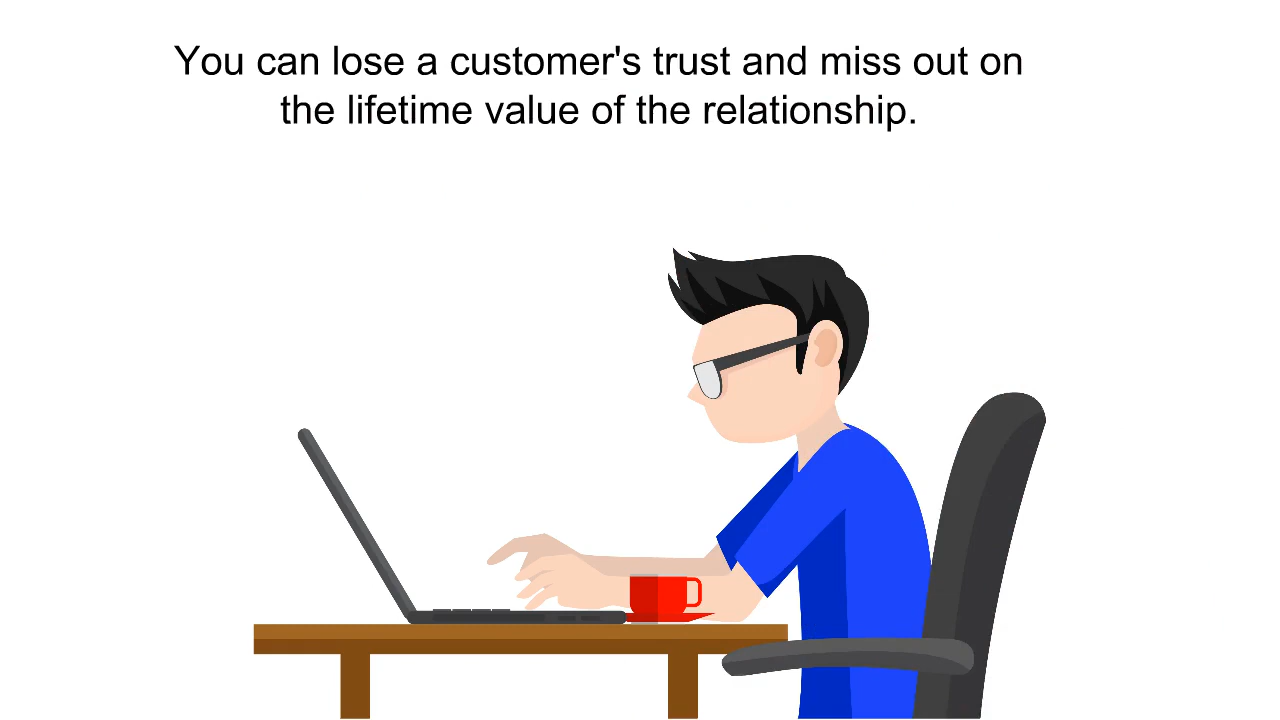 You can lose a customer's trust and miss out on
the lifetime value of the relationship.